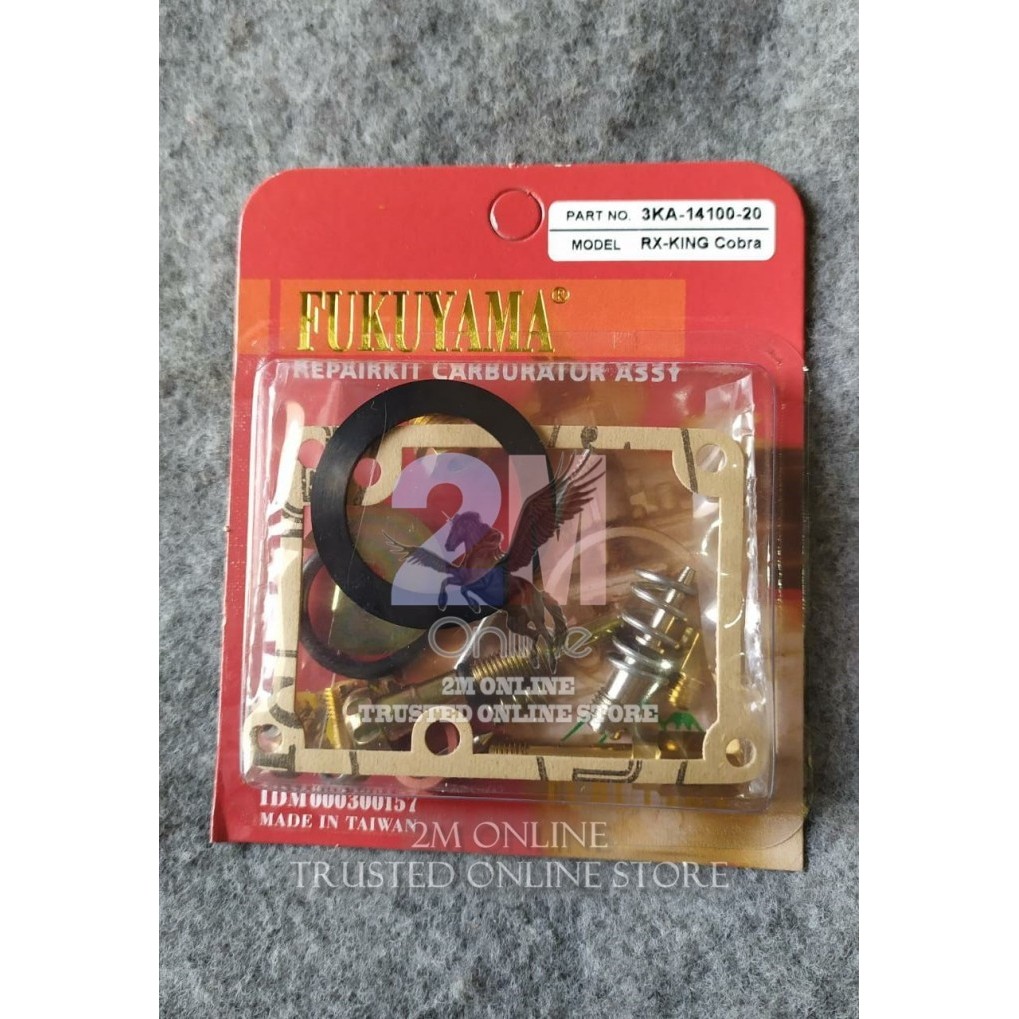 PART NO. 3KA-14100-20
MODEL RX-KING Cobra
FUKUYAMA®
REPAIRKIT CARBURATOR ASSY
2M
Online
2M ONLINE
TRUSTED ONLINE STORE
IDM000300157
MADE IN TAIWAN
2M ONLINE
TRUSTED ONLINE STORE